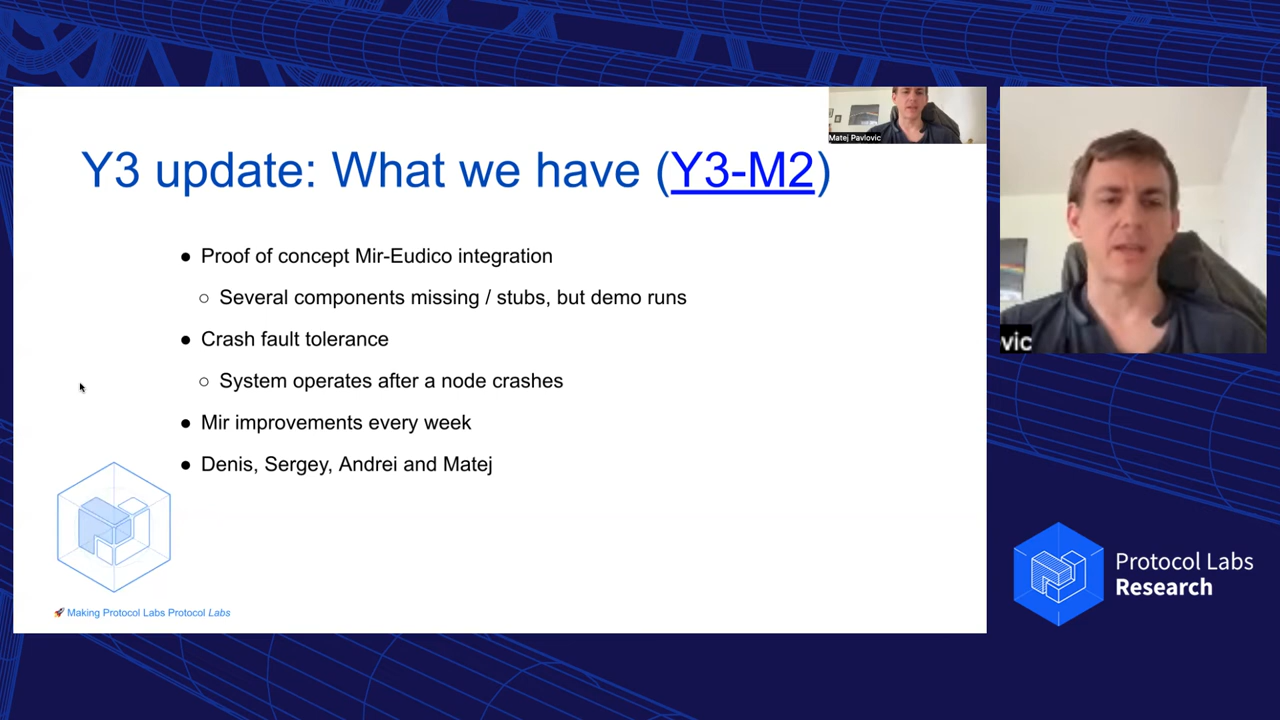 Matej Pavlovic
Y3 update: What we have (Y3-M2)
● Proof of concept Mir-Eudico integration
○ Several components missing / stubs, but demo runs
● Crash fault tolerance
○ System operates after a node crashes
● Mir improvements every week
● Denis, Sergey, Andrei and Matej
🚀 Making Protocol Labs Protocol Labs
vic
Protocol Labs
Research